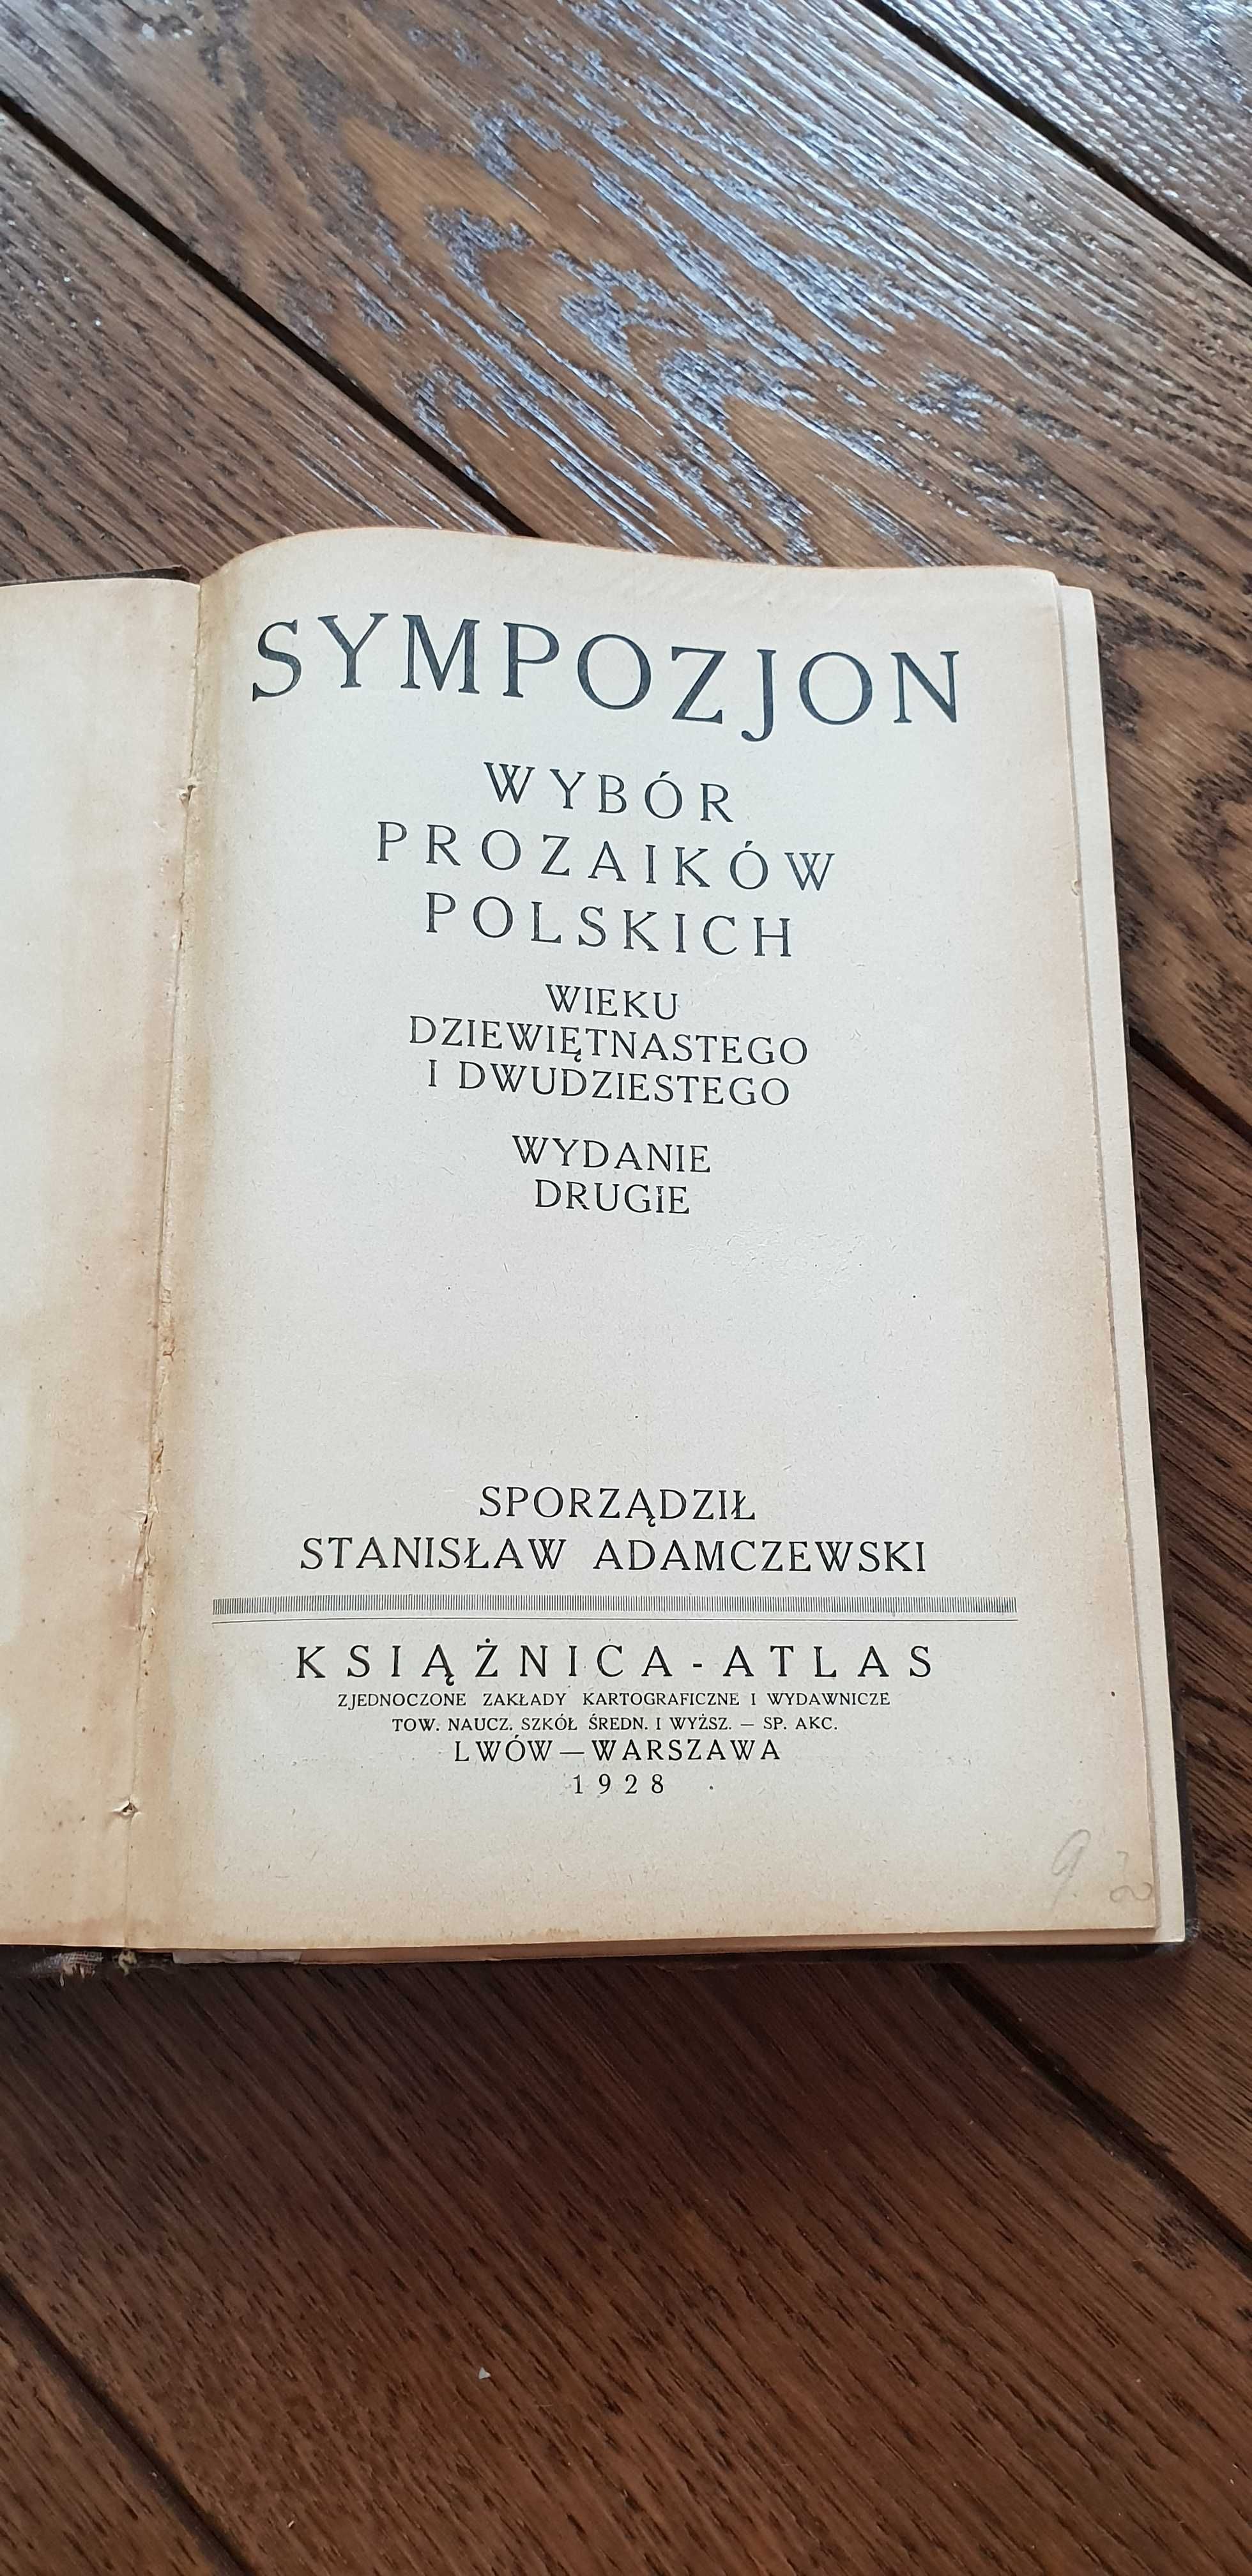 SYMPOZJON
WYBÓR
PROZAIKÓW
POLSKICH
WIEKU
DZIEWIĘTNASTEGO
I DWUDZIESTEGO
WYDANIE
DRUGIE
SPORZĄDZIŁ
STANISŁAW ADAMCZEWSKI
KSIĄŻNICA-ATLAS
ZJEDNOCZONE ZAKŁADY KARTOGRAFICZNE I WYDAWNICZE
TOW. NAUCZ. SZKÓŁ ŚREDN. I WYŻSZ. — SP. AKC.
LWÓW—WARSZAWA
1928